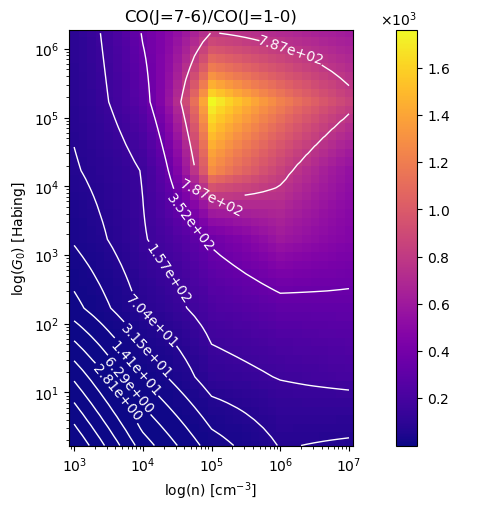 CO(J=7-6)/CO(J=1-0)
×10³
log(G₀) [Habing]
10⁶
10⁵
10⁴
10³
10²
10¹
7.87e+02
7.87e+02
3.52e+02
1.57e+02
7.04e+01
3.15e+01
1.41e+01
6.29e+00
2.81e+00
1.6
1.4
1.2
1.0
0.8
0.6
0.4
0.2
10³ 10⁴ 10⁵ 10⁶ 10⁷
log(n) [cm⁻³]